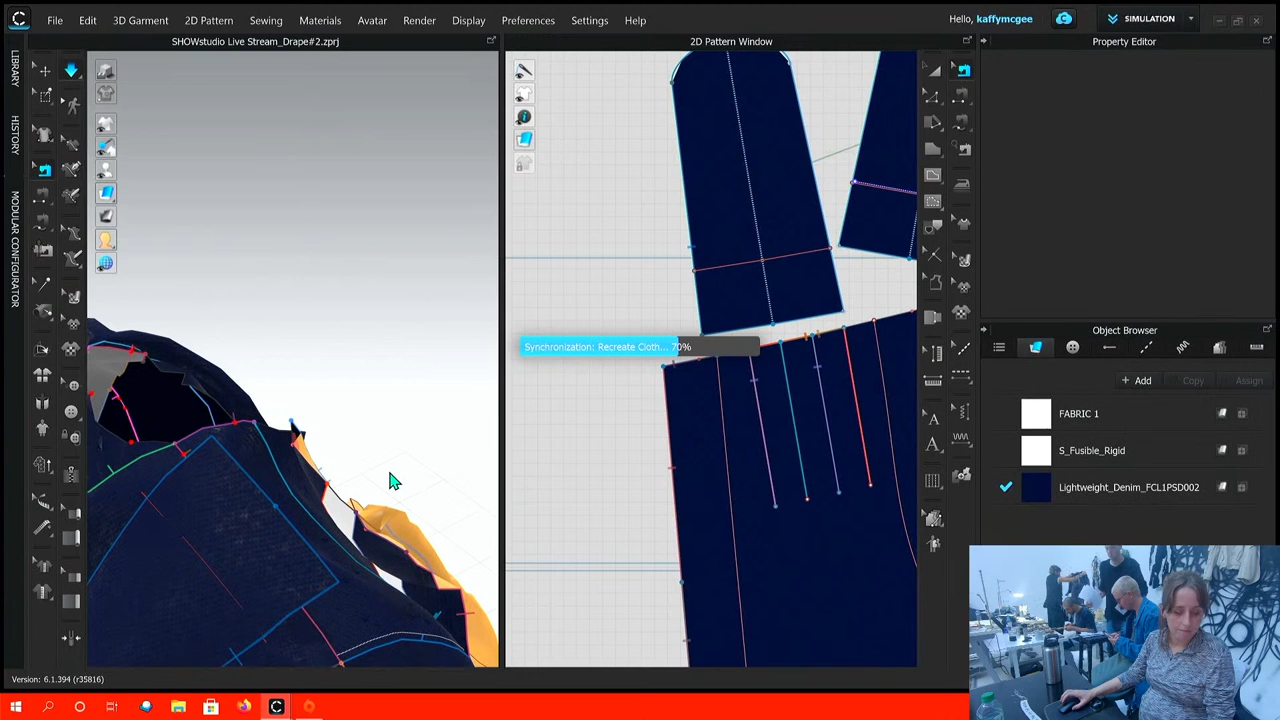 File Edit 3D Garment 2D Pattern Sewing Materials Avatar Render Display Preferences Settings Help
Hello, kaffymcgee
SIMULATION
SHOWstudio Live Stream_Drape#2.zprj
2D Pattern Window
Property Editor
LIBRARY
HISTORY
MODULAR CONFIGURATOR
Synchronization: Recreate Cloth... 70%
Object Browser
+ Add Copy Assign
FABRIC 1
S_Fusible_Rigid
Lightweight_Denim_FCL1PSD002
Version: 6.1.394 (r35816)